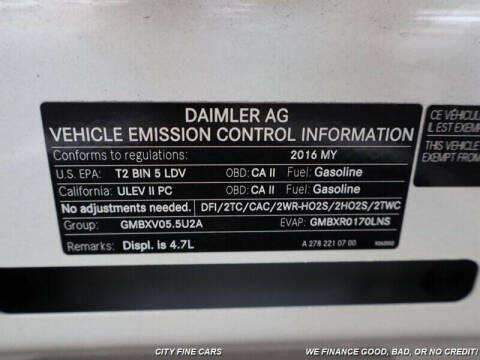 DAIMLER AG
VEHICLE EMISSION CONTROL INFORMATION
Conforms to regulations: 2016 MY
U.S. EPA: T2 BIN 5 LDV OBD: CA II Fuel: Gasoline
California: ULEV II PC OBD: CA II Fuel: Gasoline
No adjustments needed. DFI/2TC/CAC/2WR-HO2S/2HO2S/2TWC
Group: GMBXV05.5U2A EVAP: GMBXR0170LNS
Remarks: Displ. is 4.7L A 278 221 07 00
CE VÉHICUL
IL EST EXEMP
THIS VEHICLE
EXEMPT FROM
CITY FINE CARS WE FINANCE GOOD, BAD, OR NO CREDIT!